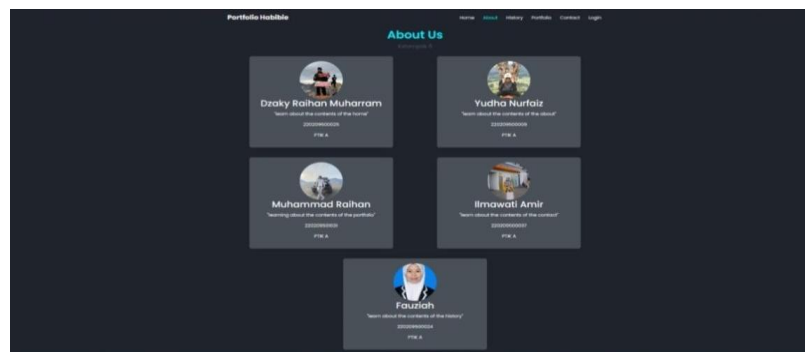 Portfolio Habibie
Home About History Portfolio Contact Login
About Us
Kelompok 5
Dzaky Raihan Muharram
"learn about the contents of the home"
PTIK A
Yudha Nurfaiz
"learn about the contents of the about"
PTIK A
Muhammad Raihan
"learning about the contents of the portfolio"
PTIK A
Ilmawati Amir
"learn about the contents of the contact"
PTIK A
Fauziah
"learn about the contents of the history"
PTIK A